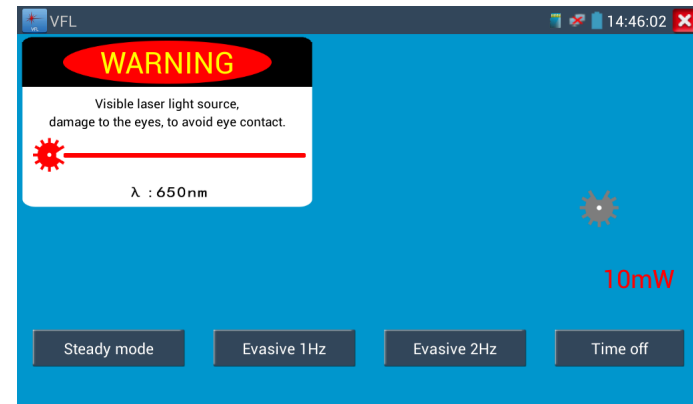 VFL
14:46:02
WARNING
Visible laser light source,
damage to the eyes, to avoid eye contact.
λ :650nm
10mW
Steady mode
Evasive 1Hz
Evasive 2Hz
Time off